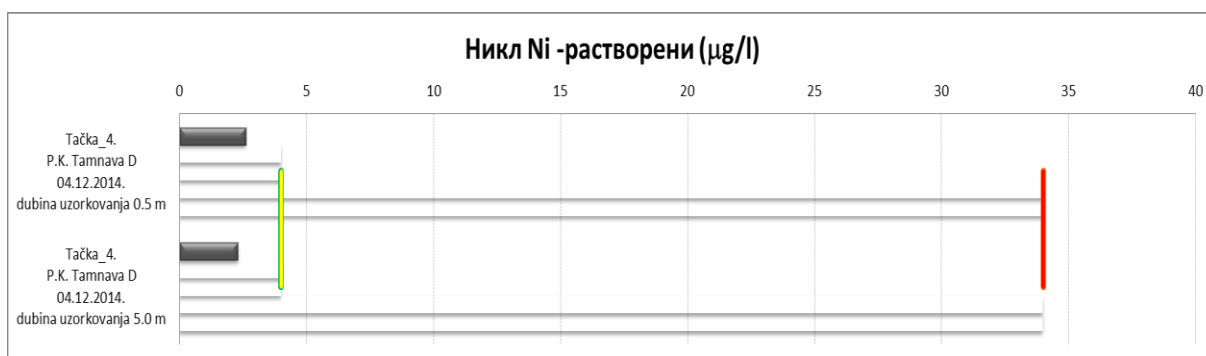 Никл Ni -растворени (µg/l)
0 5 10 15 20 25 30 35 40
Tačka_4.
P.K. Tamnava D
04.12.2014.
dubina uzorkovanja 0.5 m
Tačka_4.
P.K. Tamnava D
04.12.2014.
dubina uzorkovanja 5.0 m